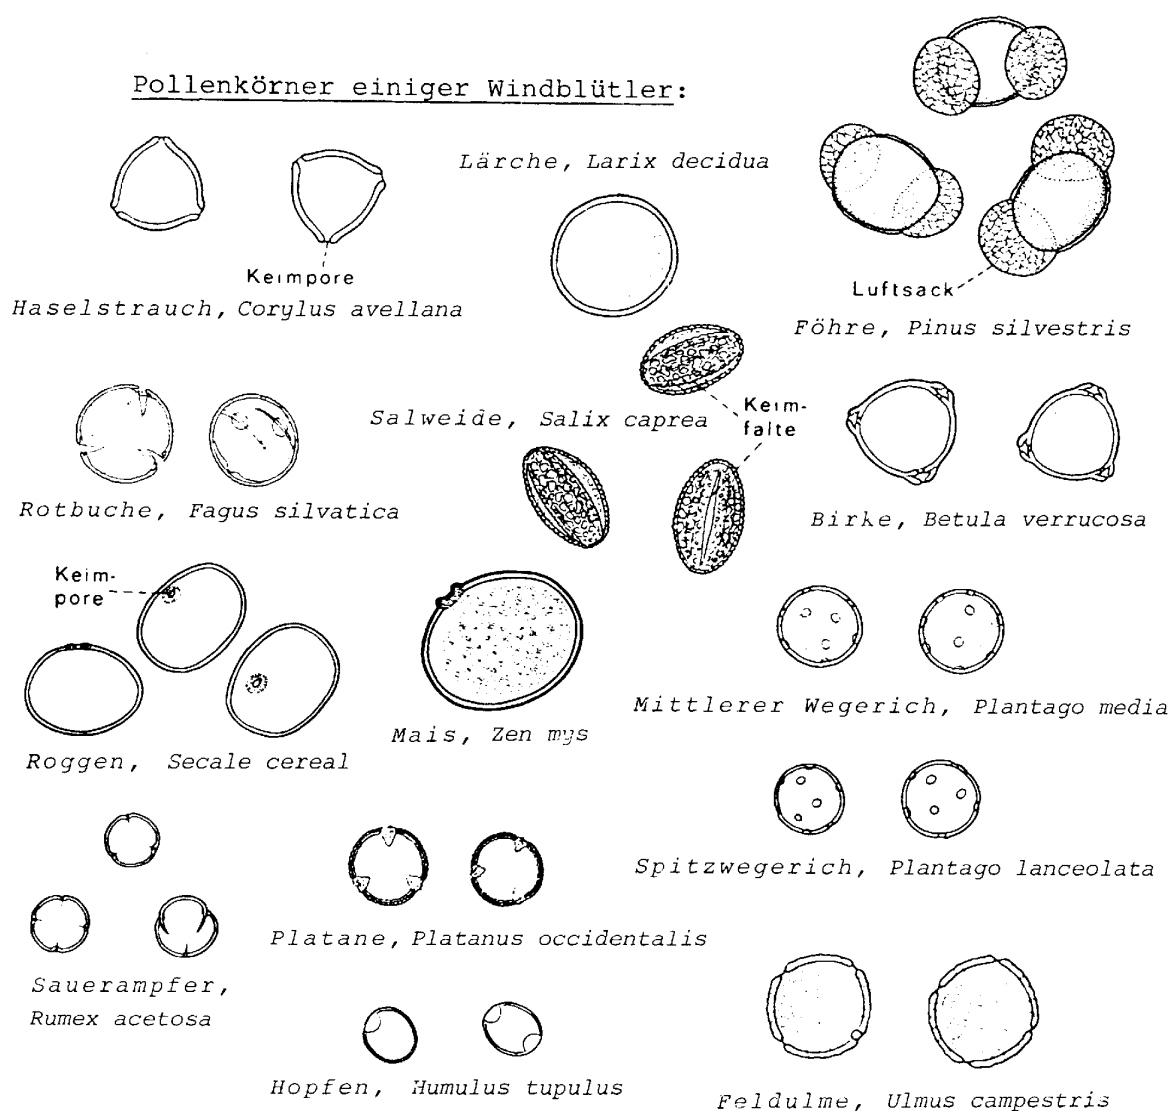 Pollenkörner einiger Windblütler:
Lärche, Larix decidua
Keimpore
Haselstrauch, Corylus avellana
Luftsack
Föhre, Pinus silvestris
Salweide, Salix caprea
Keim-
falte
Rotbuche, Fagus silvatica
Birke, Betula verrucosa
Keim-
pore
Roggen, Secale cereal
Mais, Zen mys
Mittlerer Wegerich, Plantago media
Spitzwegerich, Plantago lanceolata
Platane, Platanus occidentalis
Sauerampfer,
Rumex acetosa
Hopfen, Humulus tupulus
Feldulme, Ulmus campestris